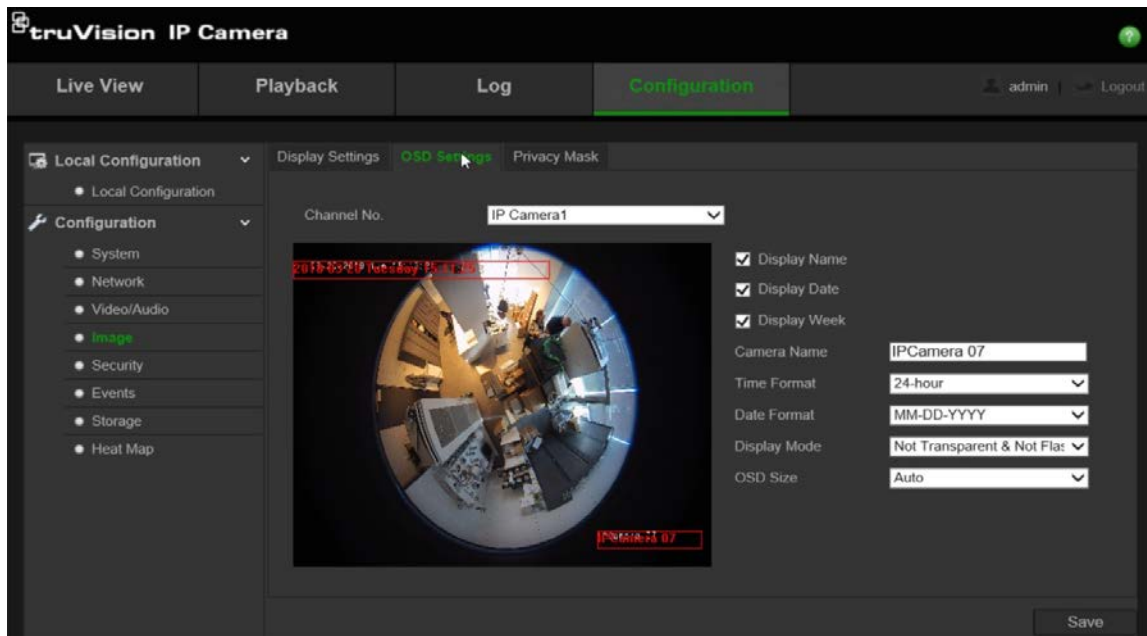 truVision IP Camera
?
Live View Playback Log Configuration admin | Logout
Local Configuration
Local Configuration
Configuration
System
Network
Video/Audio
Image
Security
Events
Storage
Heat Map
Display Settings OSD Settings Privacy Mask
Channel No. IP Camera1
Tuesday
IPCamera 07
Display Name
Display Date
Display Week
Camera Name IPCamera 07
Time Format 24-hour
Date Format MM-DD-YYYY
Display Mode Not Transparent & Not Flas
OSD Size Auto
Save